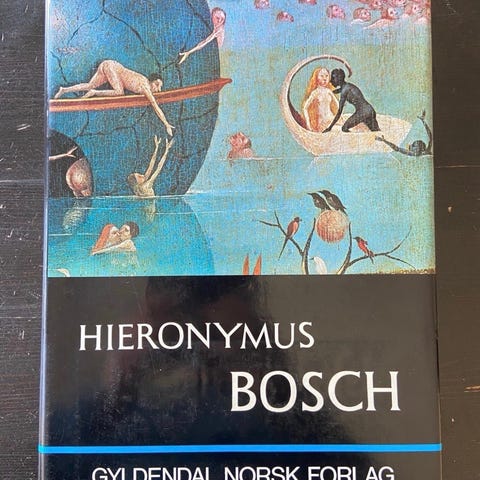 HIERONYMUS
BOSCH
GYLDENDAL NORSK FORLAG